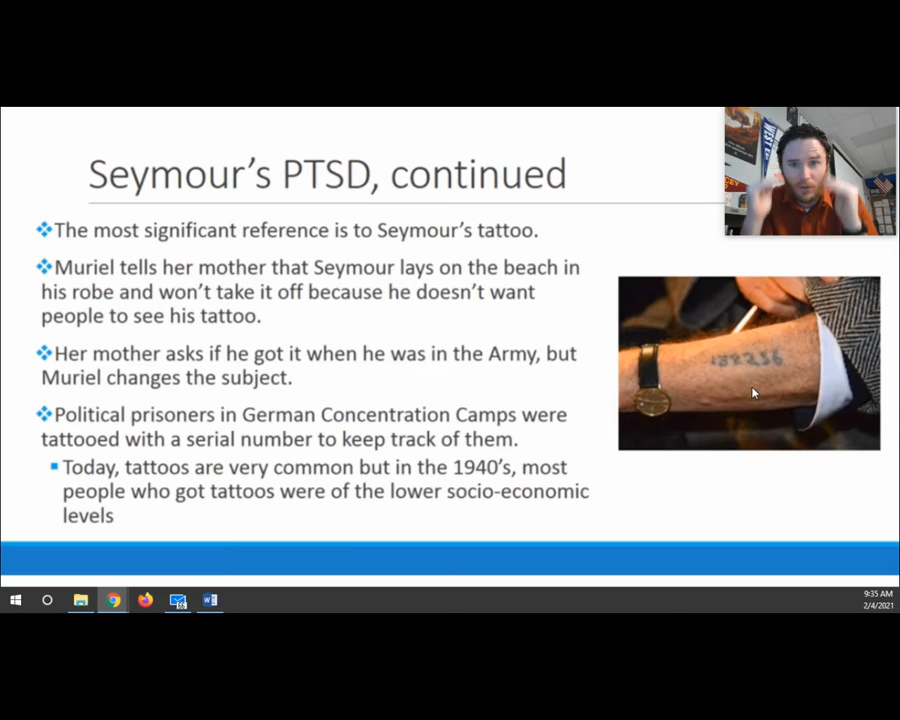 Seymour's PTSD, continued
❖The most significant reference is to Seymour's tattoo.
❖Muriel tells her mother that Seymour lays on the beach in
his robe and won't take it off because he doesn't want
people to see his tattoo.
❖Her mother asks if he got it when he was in the Army, but
Muriel changes the subject.
❖Political prisoners in German Concentration Camps were
tattooed with a serial number to keep track of them.
▪Today, tattoos are very common but in the 1940's, most
people who got tattoos were of the lower socio-economic
levels
WEST
9:35 AM
2/4/2021